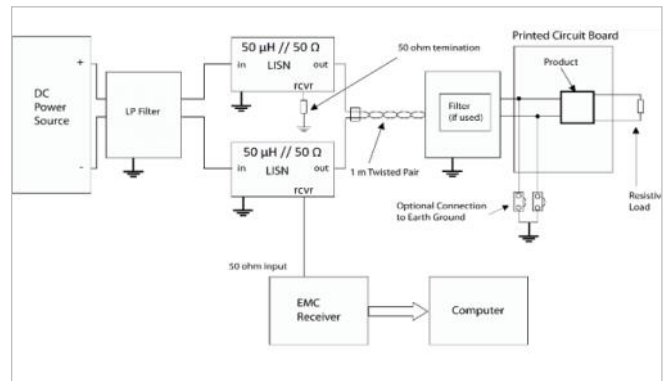 50 μH // 50 Ω
in
out
LISN
rcvr
50 ohm temination
Printed Circuit Board
Product
+
DC
Power
Source
-
LP Filter
Filter
(if used)
50 μH // 50 Ω
in
out
LISN
rcvr
1 m Twisted Pair
Optional Connection
to Earth Ground
Resistiv
Load
50 ohm input
EMC
Receiver
Computer